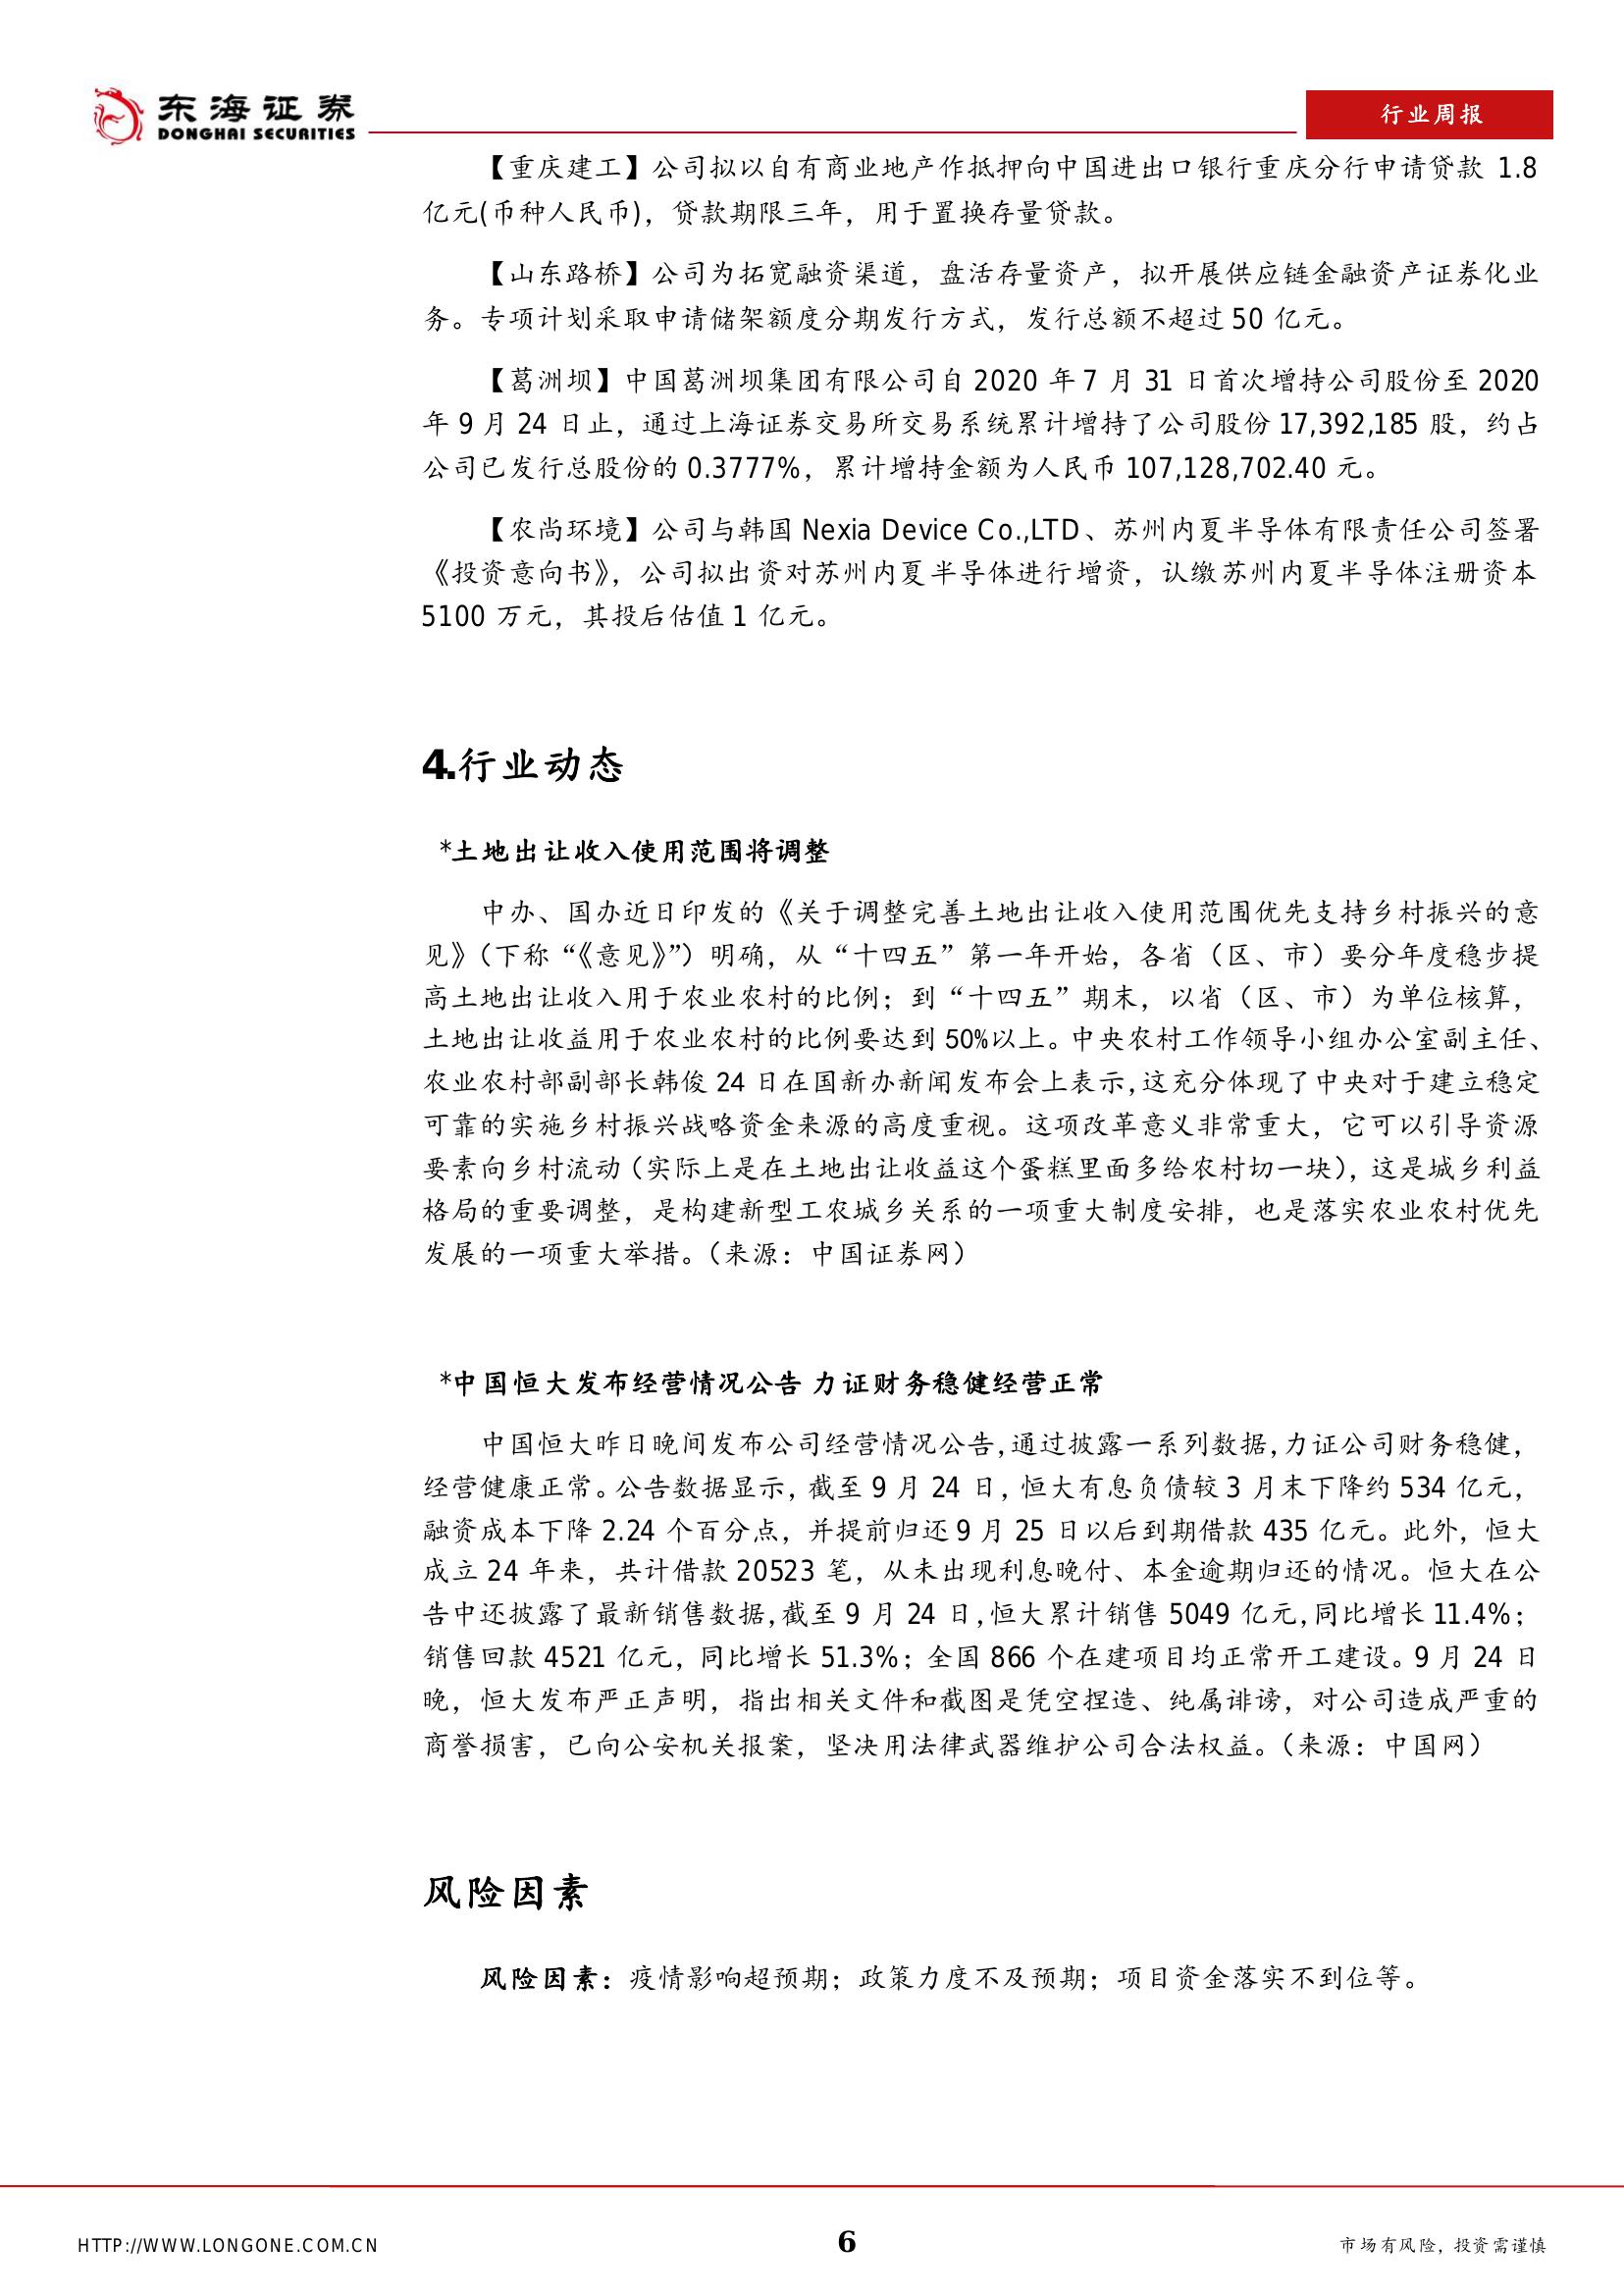 东海证券
DONGHAI SECURITIES
行业周报
【重庆建工】公司拟以自有商业地产作抵押向中国进出口银行重庆分行申请贷款 1.8
亿元(币种人民币)，贷款期限三年，用于置换存量贷款。
【山东路桥】公司为拓宽融资渠道，盘活存量资产，拟开展供应链金融资产证券化业
务。专项计划采取申请储架额度分期发行方式，发行总额不超过 50 亿元。
【葛洲坝】中国葛洲坝集团有限公司自 2020 年 7 月 31 日首次增持公司股份至 2020
年 9 月 24 日止，通过上海证券交易所交易系统累计增持了公司股份 17,392,185 股，约占
公司已发行总股份的 0.3777%，累计增持金额为人民币 107,128,702.40 元。
【农尚环境】公司与韩国 Nexia Device Co.,LTD、苏州内夏半导体有限责任公司签署
《投资意向书》，公司拟出资对苏州内夏半导体进行增资，认缴苏州内夏半导体注册资本
5100 万元，其投后估值 1 亿元。
4.行业动态
*土地出让收入使用范围将调整
中办、国办近日印发的《关于调整完善土地出让收入使用范围优先支持乡村振兴的意
见》（下称“《意见》”）明确，从“十四五”第一年开始，各省（区、市）要分年度稳步提
高土地出让收入用于农业农村的比例；到“十四五”期末，以省（区、市）为单位核算，
土地出让收益用于农业农村的比例要达到 50%以上。中央农村工作领导小组办公室副主任、
农业农村部副部长韩俊 24 日在国新办新闻发布会上表示，这充分体现了中央对于建立稳定
可靠的实施乡村振兴战略资金来源的高度重视。这项改革意义非常重大，它可以引导资源
要素向乡村流动（实际上是在土地出让收益这个蛋糕里面多给农村切一块），这是城乡利益
格局的重要调整，是构建新型工农城乡关系的一项重大制度安排，也是落实农业农村优先
发展的一项重大举措。（来源：中国证券网）
*中国恒大发布经营情况公告 力证财务稳健经营正常
中国恒大昨日晚间发布公司经营情况公告，通过披露一系列数据，力证公司财务稳健，
经营健康正常。公告数据显示，截至 9 月 24 日，恒大有息负债较 3 月末下降约 534 亿元，
融资成本下降 2.24 个百分点，并提前归还 9 月 25 日以后到期借款 435 亿元。此外，恒大
成立 24 年来，共计借款 20523 笔，从未出现利息晚付、本金逾期归还的情况。恒大在公
告中还披露了最新销售数据，截至 9 月 24 日，恒大累计销售 5049 亿元，同比增长 11.4%；
销售回款 4521 亿元，同比增长 51.3%；全国 866 个在建项目均正常开工建设。9 月 24 日
晚，恒大发布严正声明，指出相关文件和截图是凭空捏造、纯属诽谤，对公司造成严重的
商誉损害，已向公安机关报案，坚决用法律武器维护公司合法权益。（来源：中国网）
风险因素
风险因素：疫情影响超预期；政策力度不及预期；项目资金落实不到位等。
HTTP://WWW.LONGONE.COM.CN
6
市场有风险，投资需谨慎